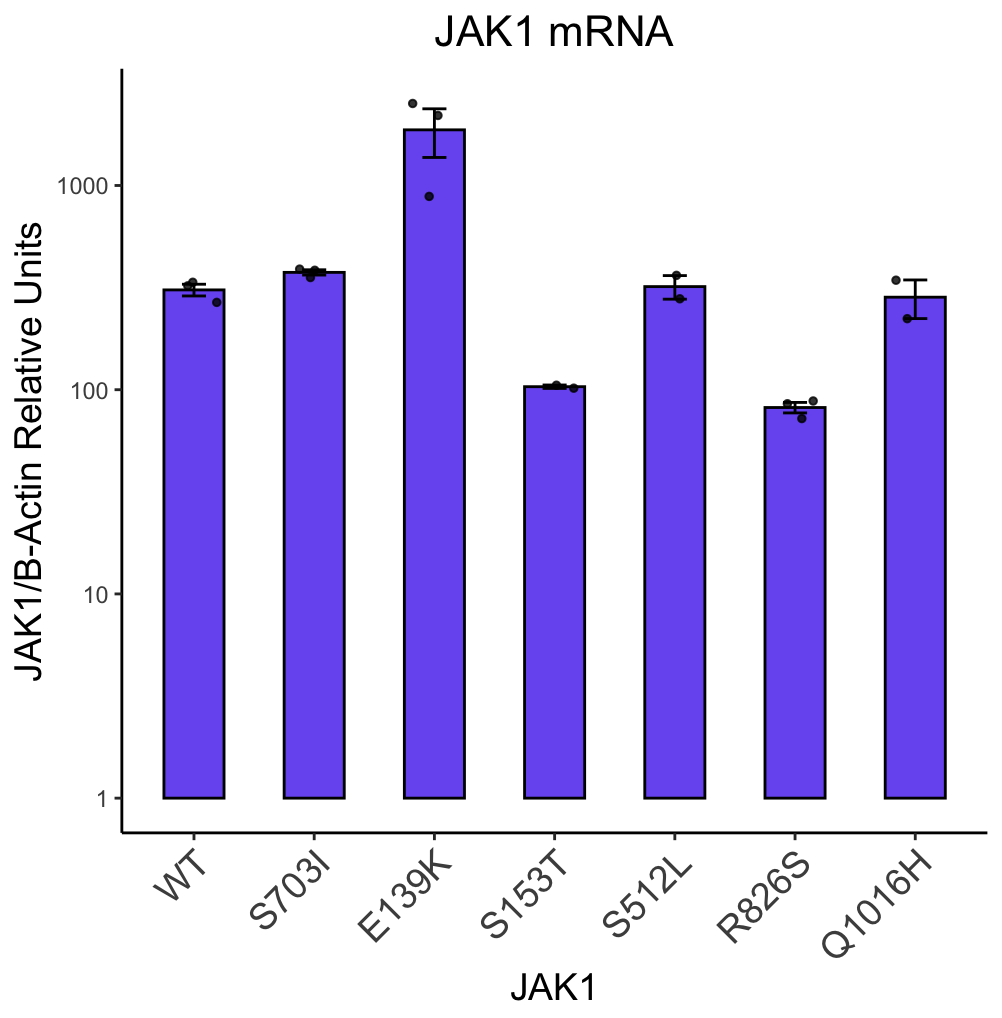 JAK1 mRNA
JAK1/B-Actin Relative Units
1000
100
10
1
WT
S703I
E139K
S153T
S512L
R826S
Q1016H
JAK1